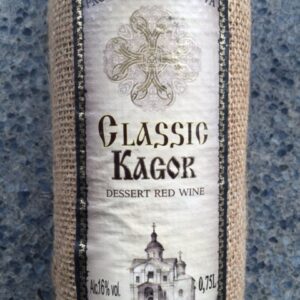 CLASSIC
KAGOR
DESSERT RED WINE
Alc.16% vol.
0,75L